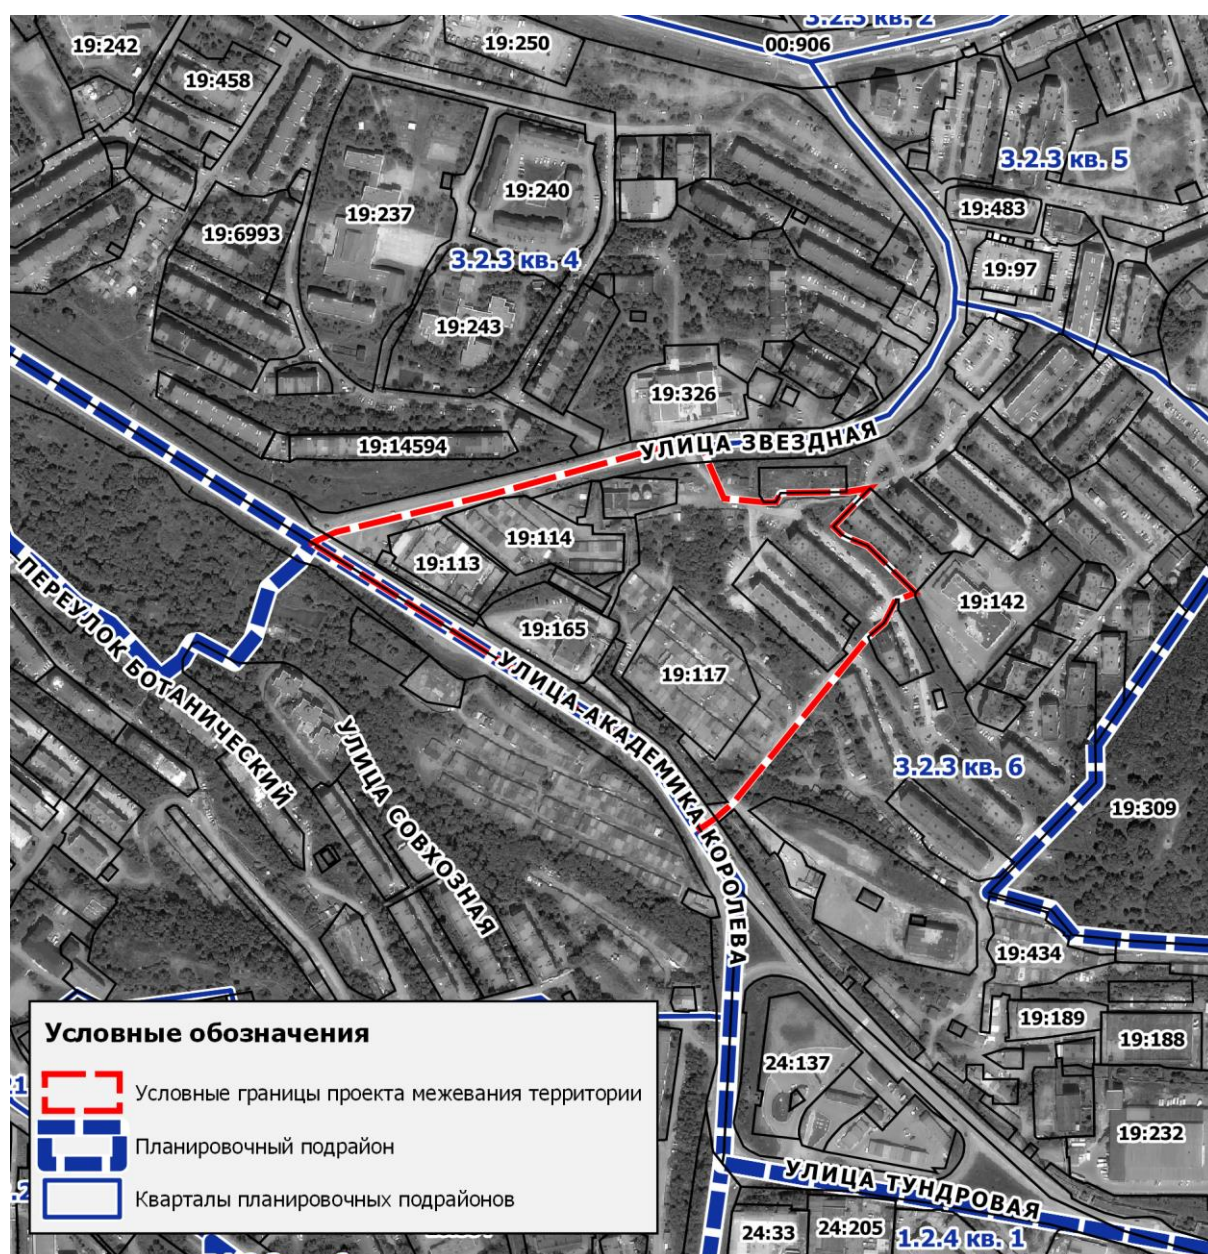 3.2.3 кв. 2
19:242
19:250
00:906
19:458
3.2.3 кв. 5
19:240
19:237
19:483
19:6993
3.2.3 кв. 4
19:97
19:243
19:326
УЛИЦА ЗВЕЗДНАЯ
19:14594
19:114
19:113
19:142
ПЕРЕУЛОК БОТАНИЧЕСКИЙ
19:165
УЛИЦА АКАДЕМИКА КОРОЛЕВА
19:117
УЛИЦА СОВХОЗНАЯ
3.2.3 кв. 6
19:309
19:434
19:189
19:188
24:137
19:232
УЛИЦА ТУНДРОВАЯ
24:33
24:205
1.2.4 кв. 1
Условные обозначения
Условные границы проекта межевания территории
Планировочный подрайон
Кварталы планировочных подрайонов